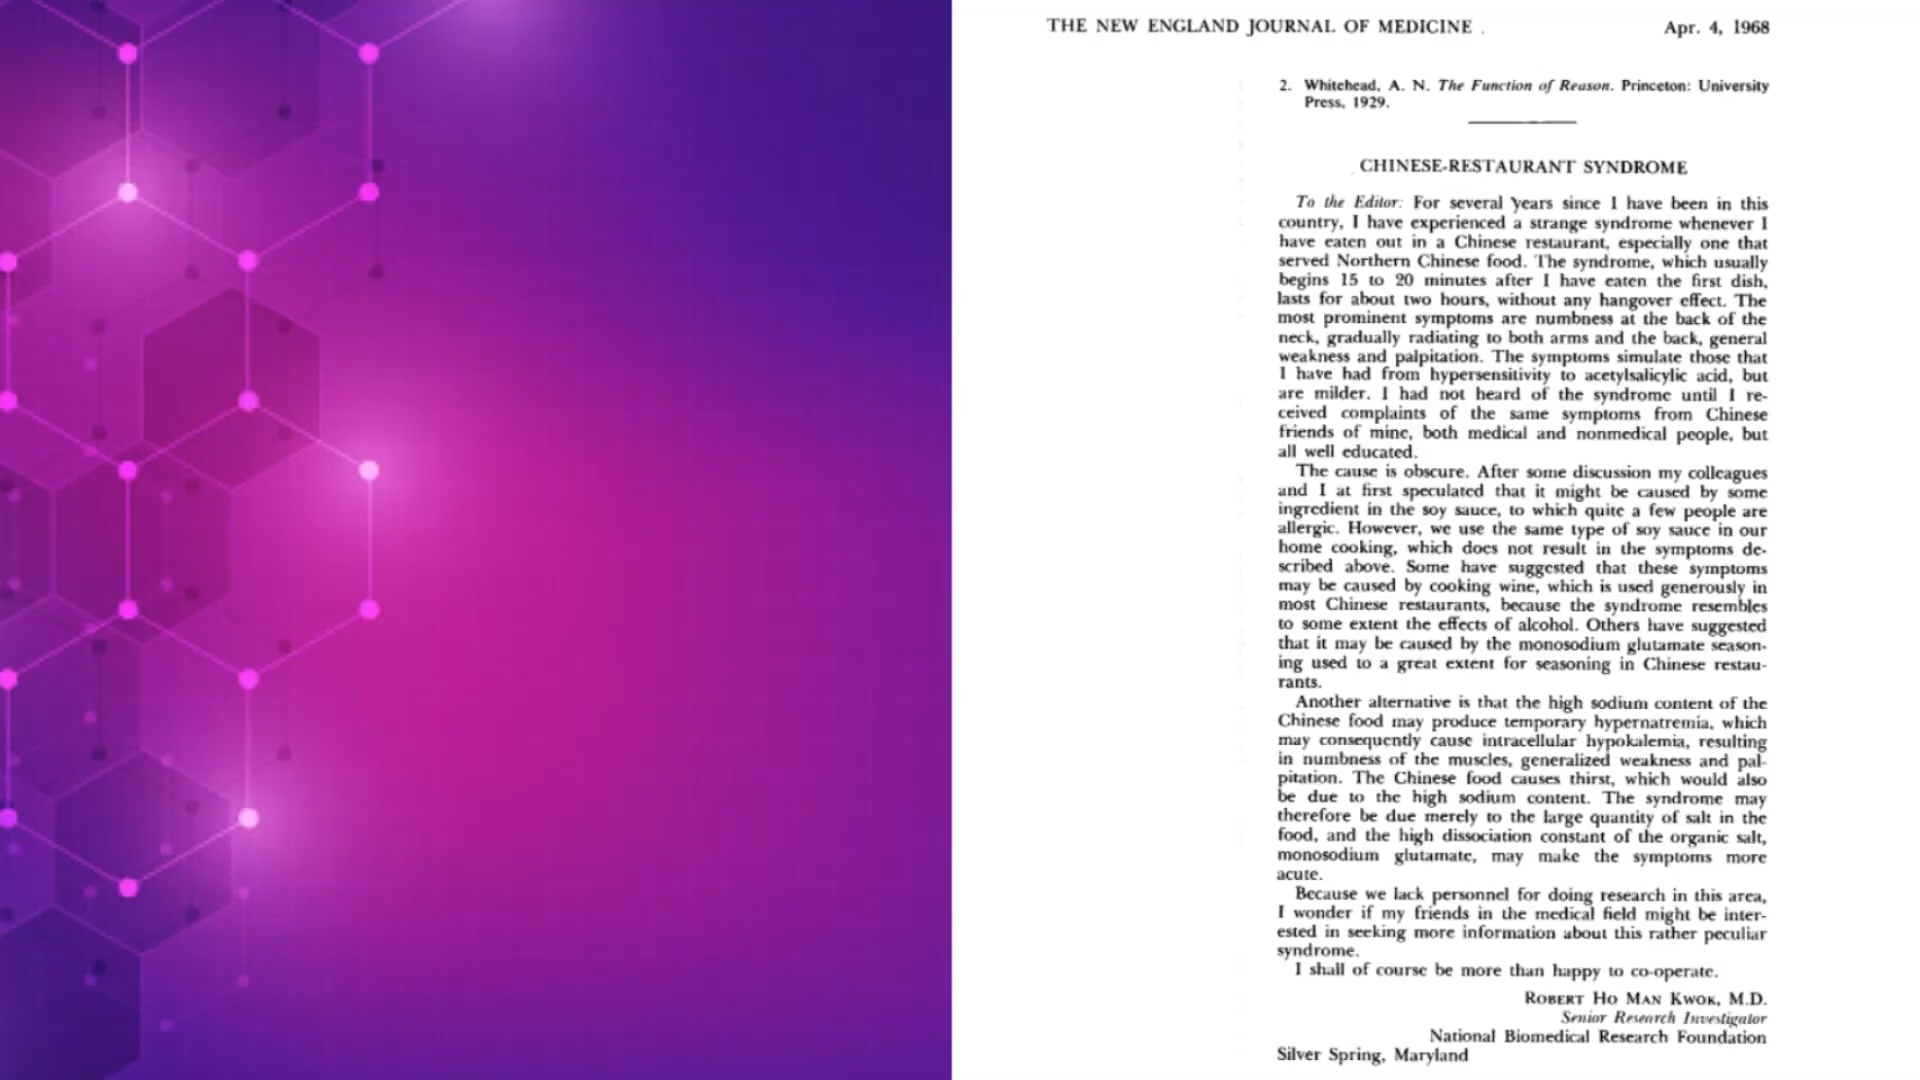 THE NEW ENGLAND JOURNAL OF MEDICINE Apr. 4, 1968
2. Whitehead, A. N. The Function of Reason. Princeton: University
Press, 1929.
CHINESE-RESTAURANT SYNDROME
To the Editor: For several years since I have been in this
country, I have experienced a strange syndrome whenever I
have eaten out in a Chinese restaurant, especially one that
served Northern Chinese food. The syndrome, which usually
begins 15 to 20 minutes after I have eaten the first dish,
lasts for about two hours, without any hangover effect. The
most prominent symptoms are numbness at the back of the
neck, gradually radiating to both arms and the back, general
weakness and palpitation. The symptoms simulate those that
I have had from hypersensitivity to acetylsalicylic acid, but
are milder. I had not heard of the syndrome until I re-
ceived complaints of the same symptoms from Chinese
friends of mine, both medical and nonmedical people, but
all well educated.
The cause is obscure. After some discussion my colleagues
and I at first speculated that it might be caused by some
ingredient in the soy sauce, to which quite a few people are
allergic. However, we use the same type of soy sauce in our
home cooking, which does not result in the symptoms de-
scribed above. Some have suggested that these symptoms
may be caused by cooking wine, which is used generously in
most Chinese restaurants, because the syndrome resembles
to some extent the effects of alcohol. Others have suggested
that it may be caused by the monosodium glutamate season-
ing used to a great extent for seasoning in Chinese restau-
rants.
Another alternative is that the high sodium content of the
Chinese food may produce temporary hypernatremia, which
may consequently cause intracellular hypokalemia, resulting
in numbness of the muscles, generalized weakness and pal-
pitation. The Chinese food causes thirst, which would also
be due to the high sodium content. The syndrome may
therefore be due merely to the large quantity of salt in the
food, and the high dissociation constant of the organic salt,
monosodium glutamate, may make the symptoms more
acute.
Because we lack personnel for doing research in this area,
I wonder if my friends in the medical field might be inter-
ested in seeking more information about this rather peculiar
syndrome.
I shall of course be more than happy to co-operate.
ROBERT HO MAN KWOK, M.D.
Senior Research Investigator
National Biomedical Research Foundation
Silver Spring, Maryland